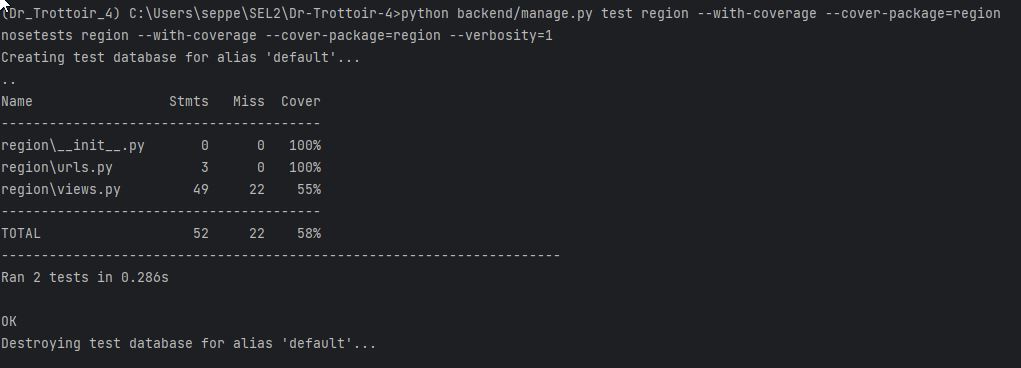 (Dr_Trottoir_4) C:\Users\seppe\SEL2\Dr-Trottoir-4>python backend/manage.py test region --with-coverage --cover-package=region
nosetests region --with-coverage --cover-package=region --verbosity=1
Creating test database for alias 'default'...
..
Name                 Stmts   Miss  Cover
----------------------------------------
region\__init__.py       0      0   100%
region\urls.py           3      0   100%
region\views.py         49     22    55%
----------------------------------------
TOTAL                   52     22    58%
----------------------------------------------------------------------
Ran 2 tests in 0.286s

OK
Destroying test database for alias 'default'...